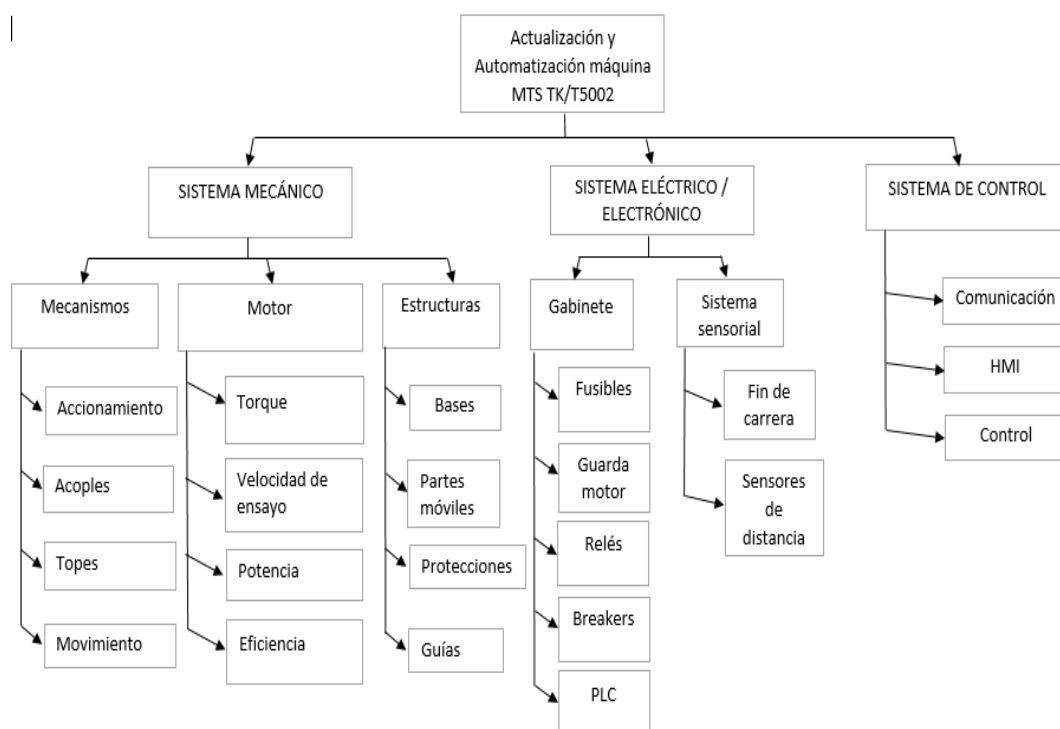 Actualización y
Automatización máquina
MTS TK/T5002
SISTEMA MECÁNICO
SISTEMA ELÉCTRICO /
ELECTRÓNICO
SISTEMA DE CONTROL
Mecanismos
Motor
Estructuras
Gabinete
Sistema
sensorial
Comunicación
HMI
Control
Accionamiento
Acoples
Topes
Movimiento
Torque
Velocidad de
ensayo
Potencia
Eficiencia
Bases
Partes
móviles
Protecciones
Guías
Fusibles
Guarda
motor
Relés
Breakers
PLC
Fin de
carrera
Sensores
de
distancia